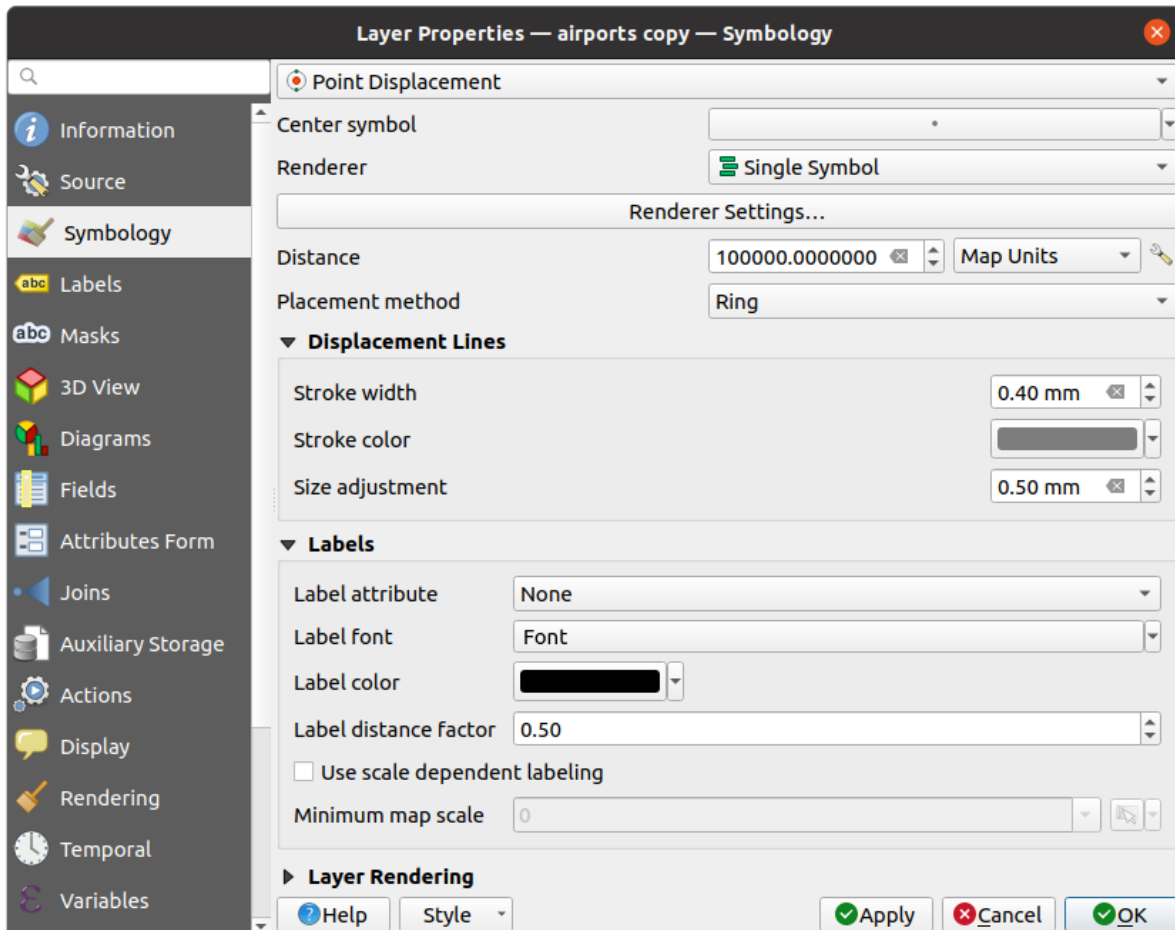 Layer Properties — airports copy — Symbology
Information
Source
Symbology
Labels
Masks
3D View
Diagrams
Fields
Attributes Form
Joins
Auxiliary Storage
Actions
Display
Rendering
Temporal
Variables
Point Displacement
Center symbol
Renderer Single Symbol
Renderer Settings...
Distance 100000.0000000 Map Units
Placement method Ring
Displacement Lines
Stroke width 0.40 mm
Stroke color
Size adjustment 0.50 mm
Labels
Label attribute None
Label font Font
Label color
Label distance factor 0.50
Use scale dependent labeling
Minimum map scale 0
Layer Rendering
Help Style Apply Cancel OK